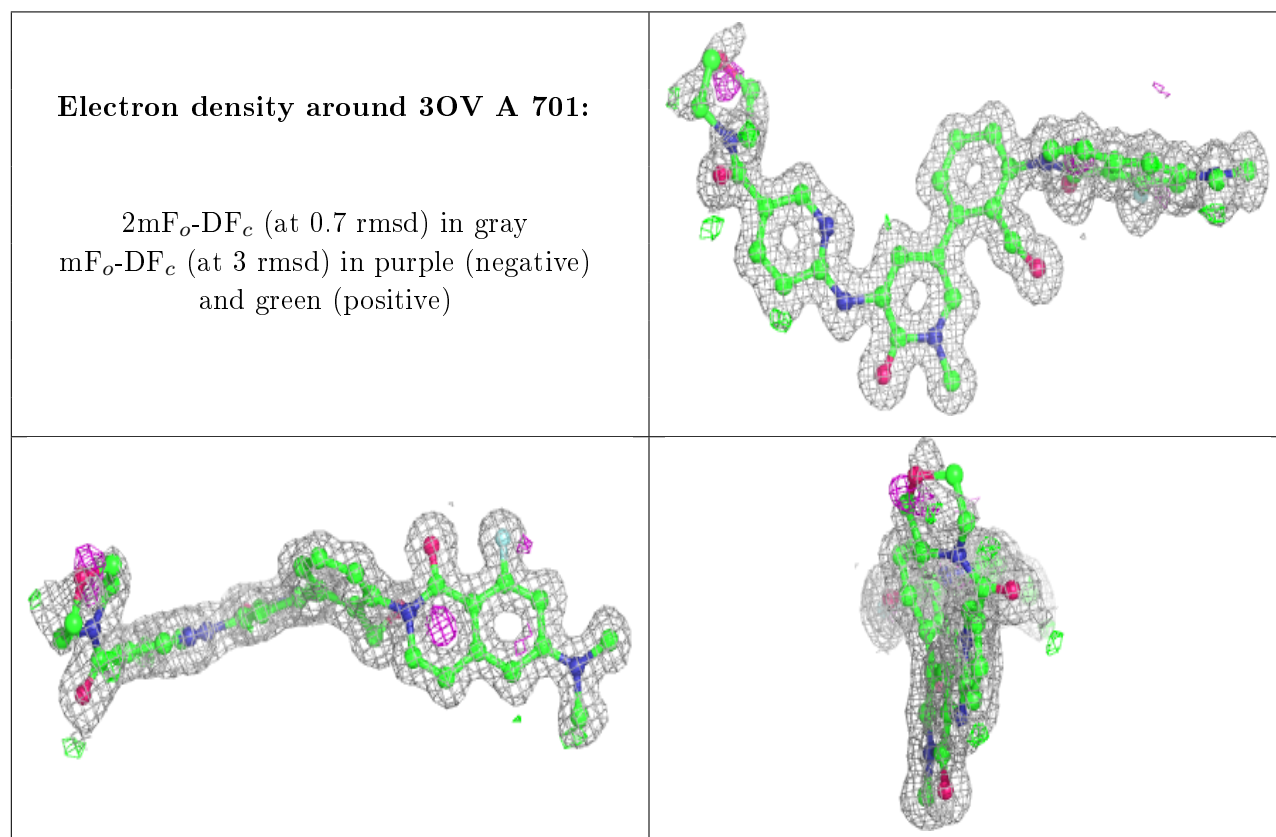 Electron density around 3OV A 701:
2mFo-DFc (at 0.7 rmsd) in gray
mFo-DFc (at 3 rmsd) in purple (negative)
and green (positive)